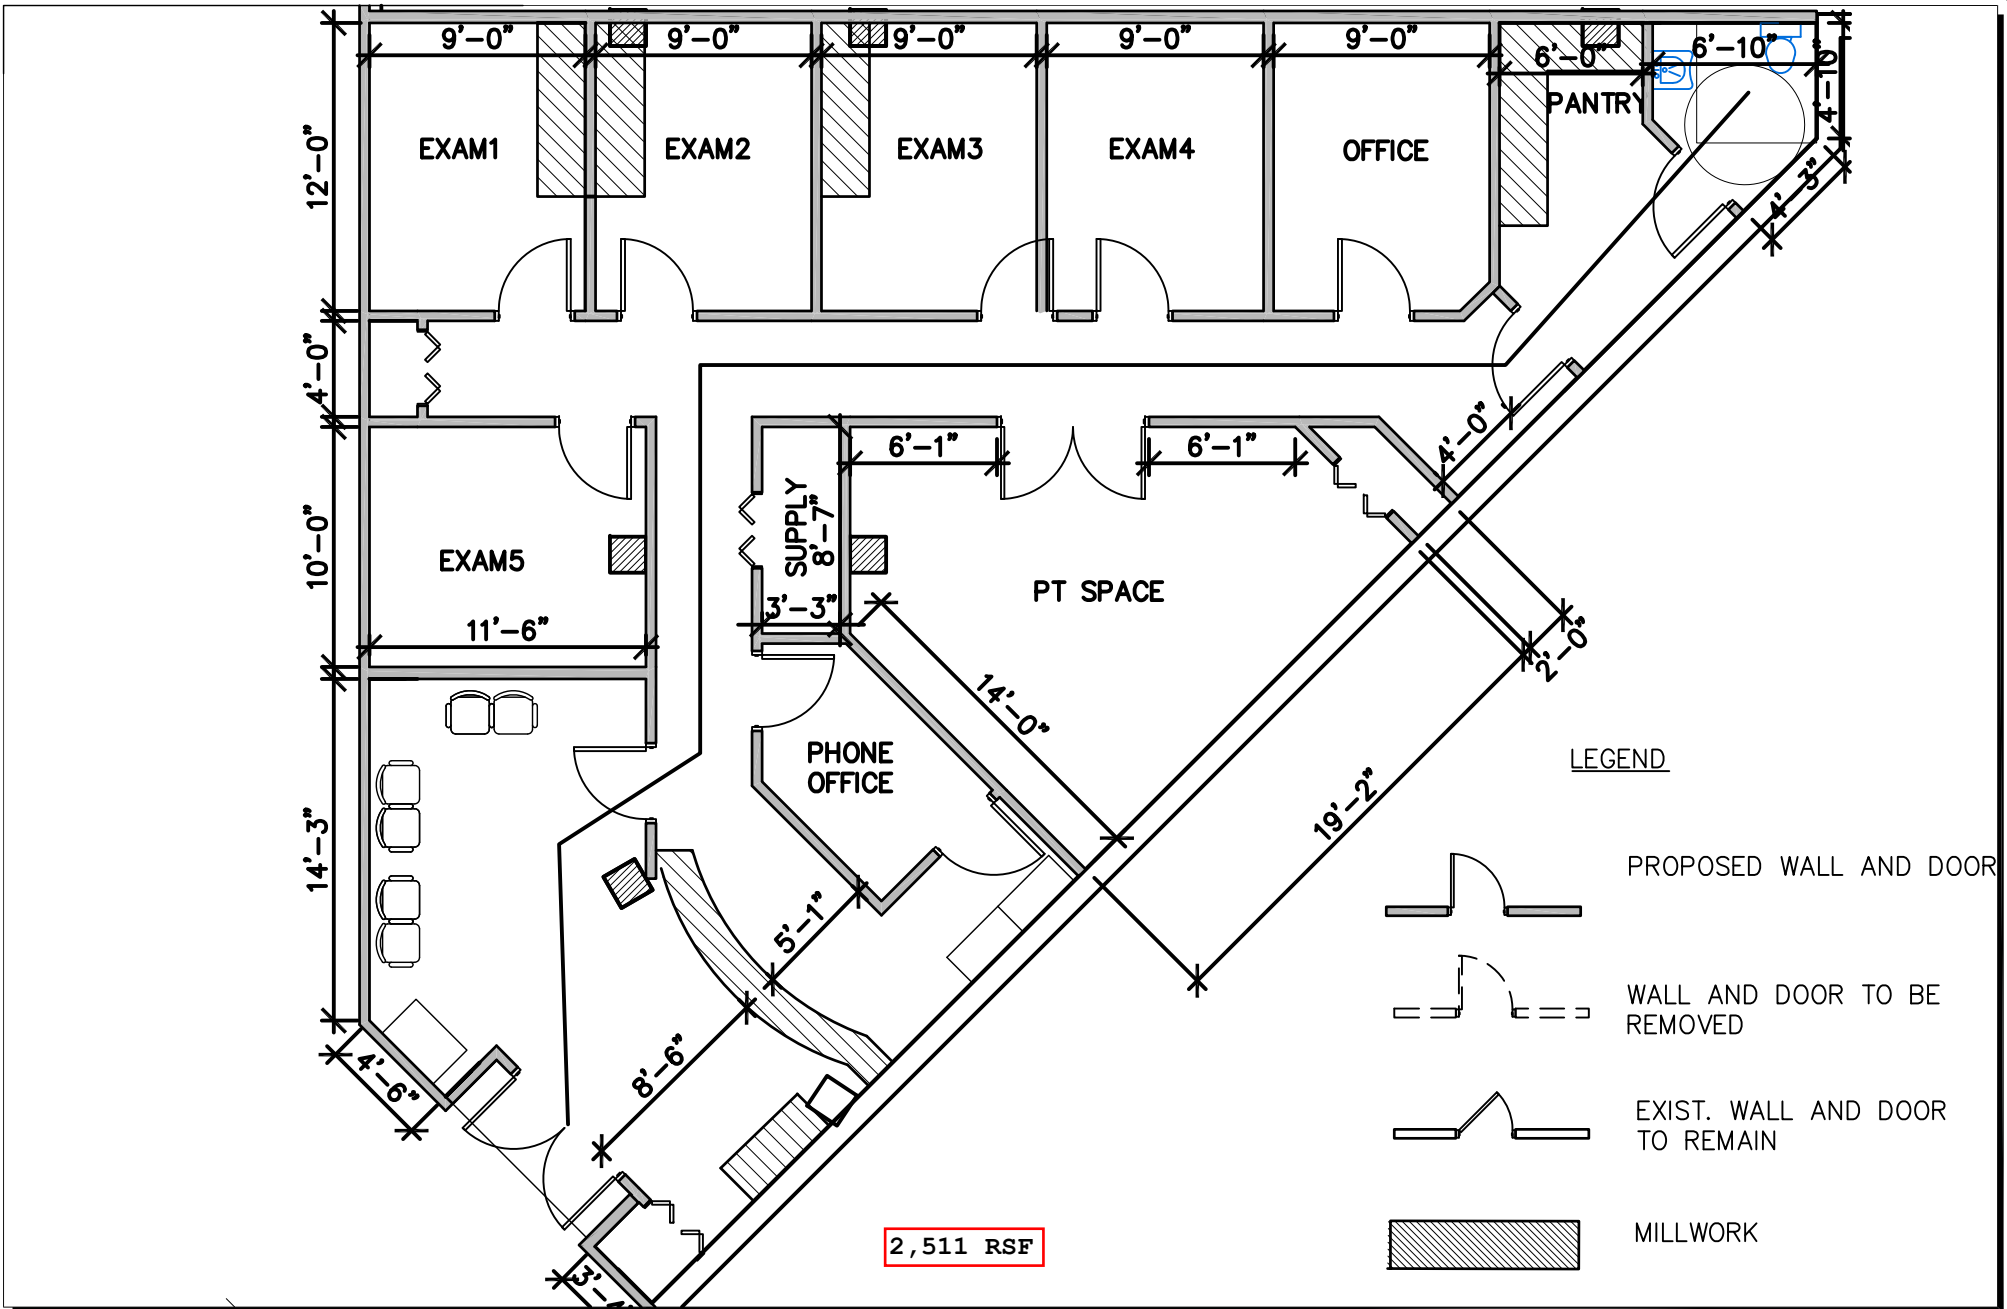 9'-0" 9'-0" 9'-0" 9'-0" 9'-0" 6'-0" 6'-10"
4'-10"
PANTRY
EXAM1 EXAM2 EXAM3 EXAM4 OFFICE
12'-0"
4'-3"
4'-0"
4'-0"
6'-1" 6'-1"
SUPPLY
8'-7"
10'-0"
EXAM5
PT SPACE
3'-3"
11'-6"
2'-0"
14'-0"
PHONE
OFFICE
19'-2"
14'-3"
5'-1"
8'-6"
4'-6"
3'-4"
LEGEND
PROPOSED WALL AND DOOR
WALL AND DOOR TO BE
REMOVED
EXIST. WALL AND DOOR
TO REMAIN
MILLWORK
2,511 RSF